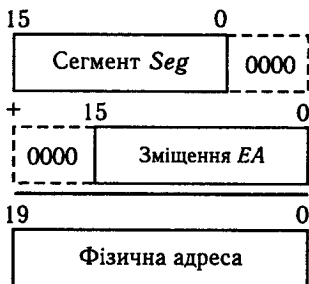 15 0
Сегмент Seg 0000
+ 15 0
0000 Зміщення EA
19 0
Фізична адреса